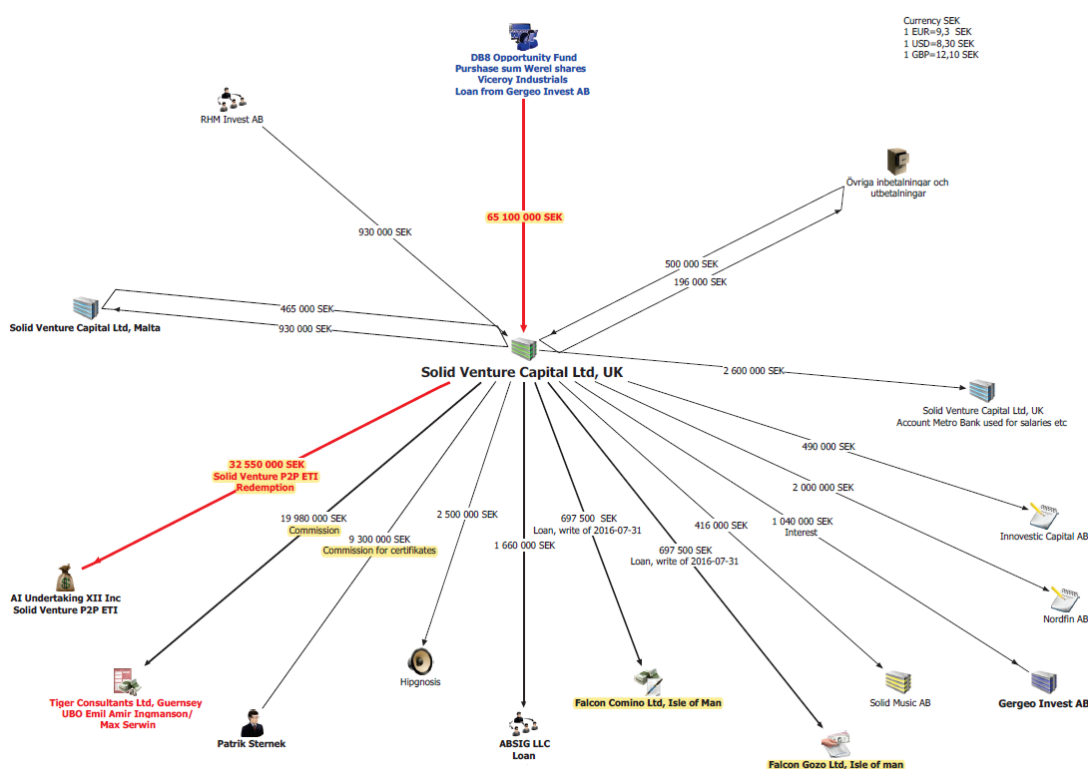 Currency SEK
1 EUR=9,3 SEK
1 USD=8,30 SEK
1 GBP=12,10 SEK
DB8 Opportunity Fund
Purshase sum Werel shares
Viceroy Industrials
Loan from Gergeo Invest AB
RHM Invest AB
Övriga inbetalningar och
utbetalningar
65 100 000 SEK
930 000 SEK
500 000 SEK
196 000 SEK
465 000 SEK
930 000 SEK
Solid Venture Capital Ltd, Malta
Solid Venture Capital Ltd, UK
2 600 000 SEK
Solid Venture Capital Ltd, UK
Account Metro Bank used for salaries etc
32 550 000 SEK
Solid Venture P2P ETI
Redemption
19 980 000 SEK
Commission
9 300 000 SEK
Commission for certifikates
2 500 000 SEK
1 660 000 SEK
697 500 SEK
Loan, write of 2016-07-31
697 500 SEK
Loan, write of 2016-07-31
416 000 SEK
1 040 000 SEK
Interest
2 000 000 SEK
490 000 SEK
Innovestic Capital AB
Nordfin AB
AI Undertaking XII Inc
Solid Venture P2P ETI
Tiger Consultants Ltd, Guernsey
UBO Emil Amir Ingmanson/
Max Serwin
Patrik Sternek
Hipgnosis
ABSIG LLC
Loan
Falcon Comino Ltd, Isle of Man
Falcon Gozo Ltd, Isle of man
Solid Music AB
Gergeo Invest AB